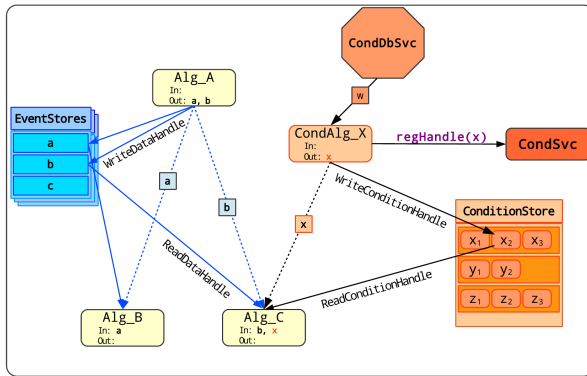 CondDbSvc
Alg_A
In:
Out: a, b
w
EventStores
a
b
c
WriteDataHandle
CondAlg_X
In:
Out: x
regHandle(x)
CondSvc
a
b
x
WriteConditionHandle
ConditionStore
x₁ x₂ x₃
y₁ y₂
z₁ z₂ z₃
ReadDataHandle
ReadConditionHandle
Alg_B
In: a
Out:
Alg_C
In: b, x
Out: